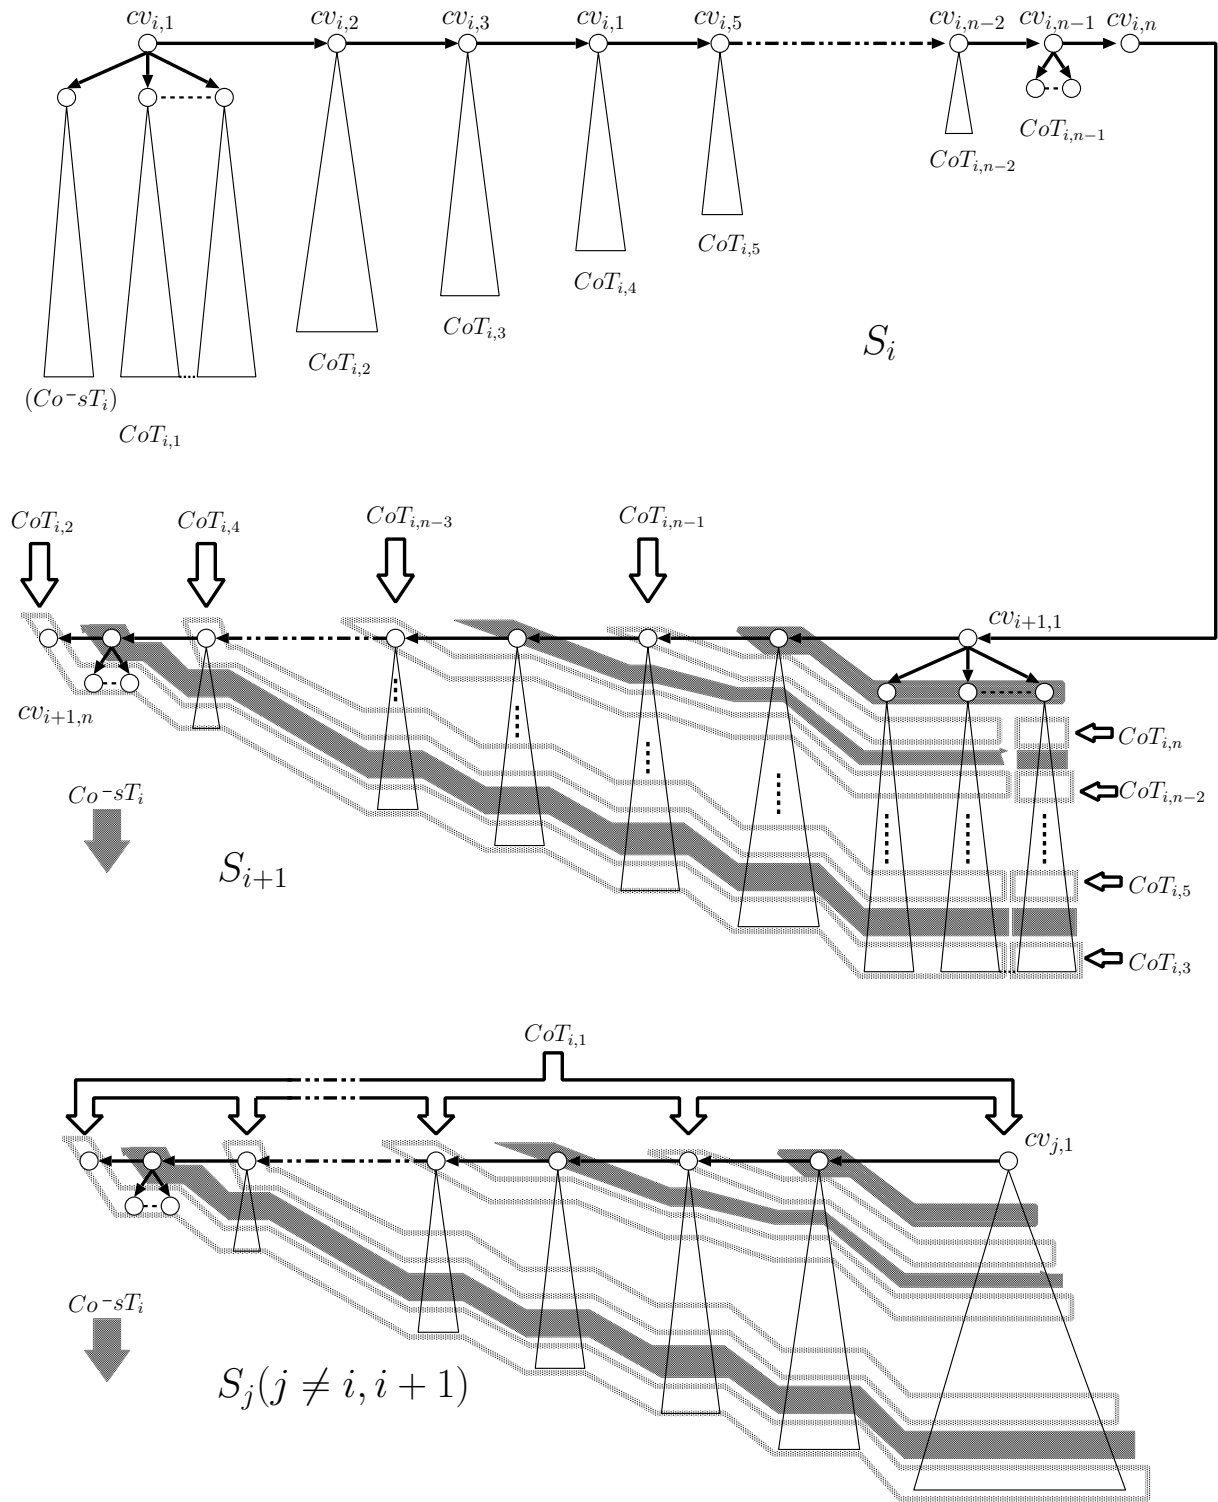 cv_{i,1} cv_{i,2} cv_{i,3} cv_{i,1} cv_{i,5} cv_{i,n−2} cv_{i,n−1} cv_{i,n}
CoT_{i,n−1}
CoT_{i,n−2}
CoT_{i,5}
CoT_{i,4}
CoT_{i,3}
S_i
CoT_{i,2}
(Co⁻sT_i)
CoT_{i,1}
CoT_{i,2} CoT_{i,4} CoT_{i,n−3} CoT_{i,n−1}
cv_{i+1,1}
cv_{i+1,n}
CoT_{i,n}
Co⁻sT_i
CoT_{i,n−2}
S_{i+1}
CoT_{i,5}
CoT_{i,3}
CoT_{i,1}
cv_{j,1}
Co⁻sT_i
S_j(j ≠ i, i + 1)